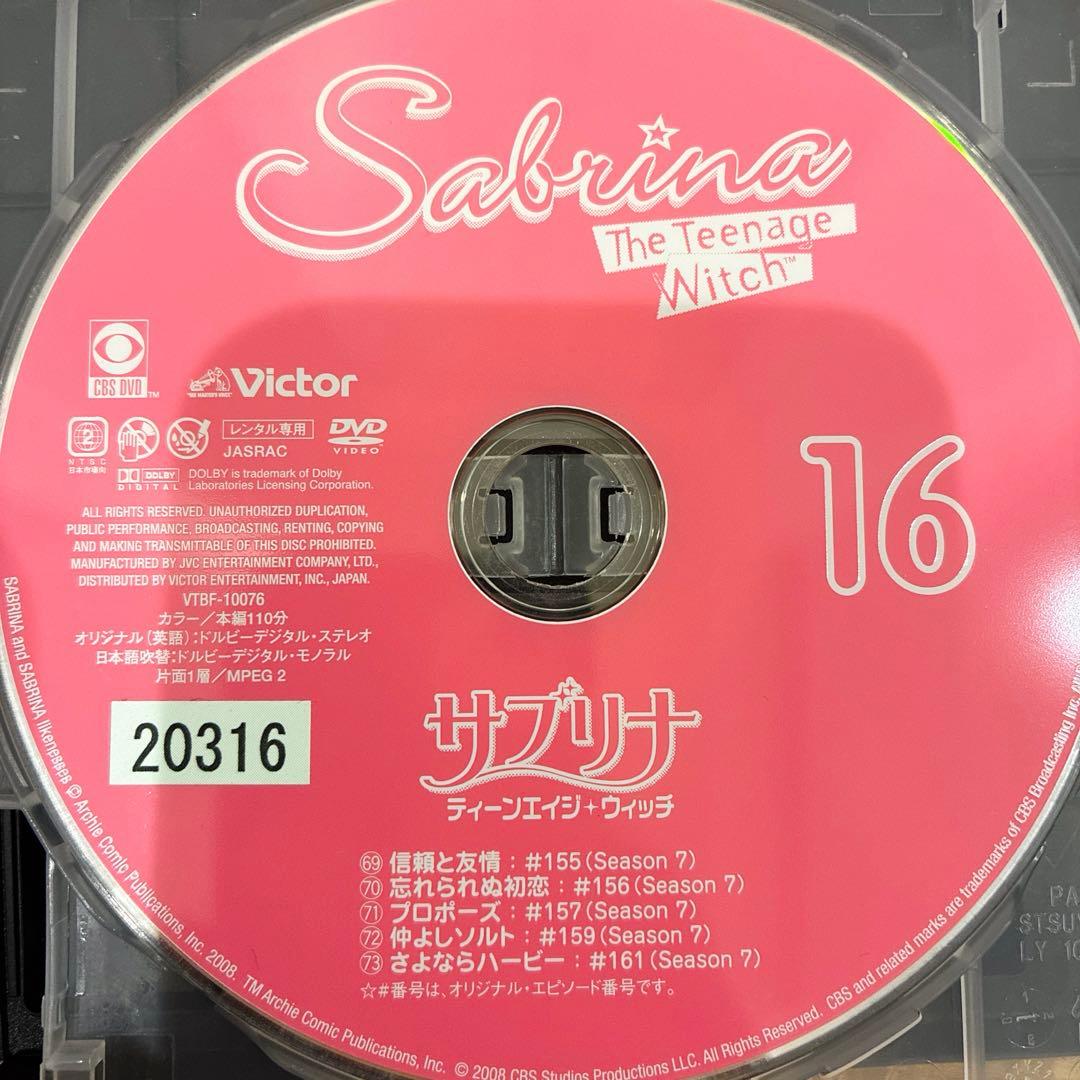 Sabrina
The Teenage
Witch™
CBS DVD™
"HIS MASTER'S VOICE"
Victor
2
NTSC
日本市場向
レンタル専用
JASRAC
DVD
VIDEO
DOLBY
DIGITAL
DOLBY is trademark of Dolby
Laboratories Licensing Corporation.
16
ALL RIGHTS RESERVED. UNAUTHORIZED DUPLICATION,
PUBLIC PERFORMANCE, BROADCASTING, RENTING, COPYING
AND MAKING TRANSMITTABLE OF THIS DISC PROHIBITED.
MANUFACTURED BY JVC ENTERTAINMENT COMPANY, LTD.,
DISTRIBUTED BY VICTOR ENTERTAINMENT, INC., JAPAN.
VTBF-10076
カラー/本編110分
オリジナル(英語):ドルビーデジタル・ステレオ
日本語吹替:ドルビーデジタル・モノラル
片面1層/MPEG 2
20316
サブリナ
ティーンエイジ✦ウィッチ
69 信頼と友情:#155(Season 7)
70 忘れられぬ初恋:#156(Season 7)
71 プロポーズ:#157(Season 7)
72 仲よしソルト:#159(Season 7)
73 さよならハービー:#161(Season 7)
☆#番号は、オリジナル・エピソード番号です。
SABRINA and SABRINA likenesses © Archie Comic Publications, Inc. 2008. TM Archie Comic Publications, Inc. © 2008 CBS Studios Productions LLC. All Rights Reserved. CBS and related marks are trademarks of CBS Broadcasting Inc.
PA
STSU
LY 10